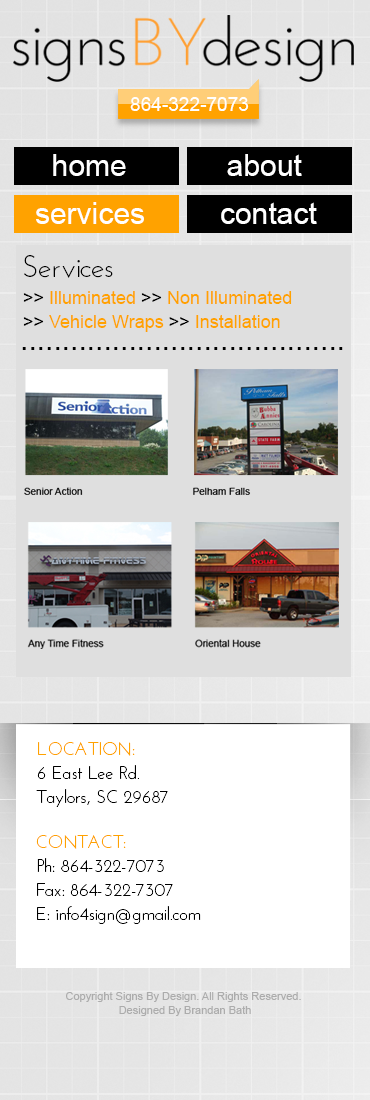 signsBYdesign
864-322-7073
home about
services contact
Services
>> Illuminated >> Non Illuminated
>> Vehicle Wraps >> Installation
Senior Action
Pelham Falls
Senior Action
Pelham Falls
Any Time Fitness
Oriental House
LOCATION:
6 East Lee Rd.
Taylors, SC 29687
CONTACT:
Ph: 864-322-7073
Fax: 864-322-7307
E: info4sign@gmail.com
Copyright Signs By Design. All Rights Reserved.
Designed By Brandan Bath